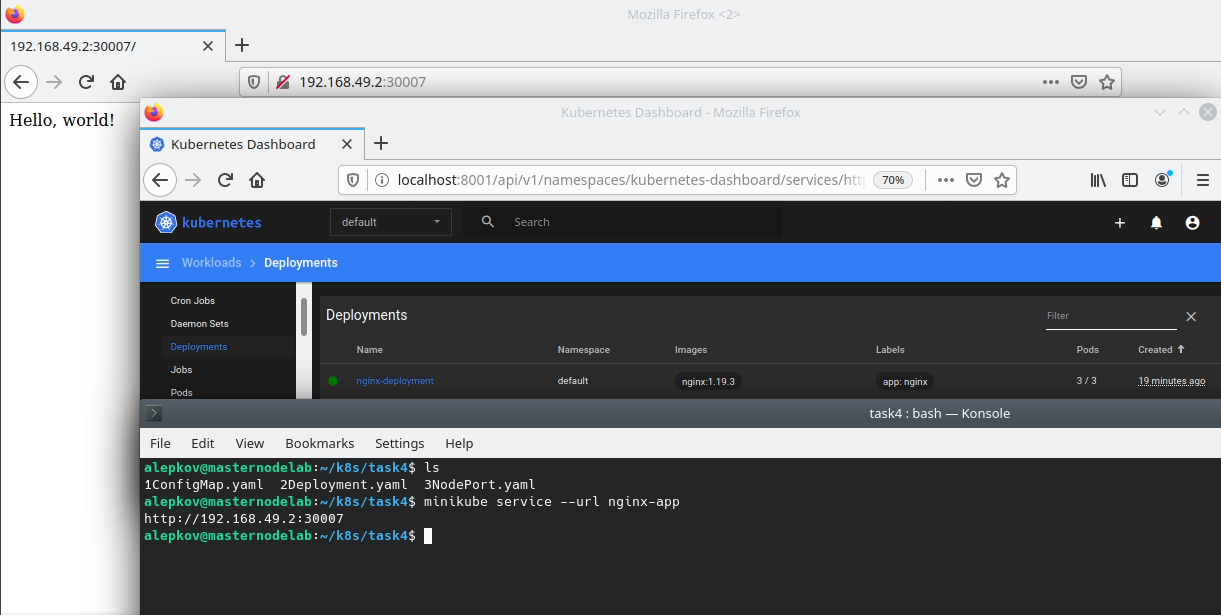 Mozilla Firefox <2>
192.168.49.2:30007/
192.168.49.2:30007
Hello, world!
Kubernetes Dashboard - Mozilla Firefox
Kubernetes Dashboard
localhost:8001/api/v1/namespaces/kubernetes-dashboard/services/htt 70%
kubernetes default Search
Workloads > Deployments
Cron Jobs
Daemon Sets
Deployments
Jobs
Pods
Deployments Filter
Name Namespace Images Labels Pods Created
nginx-deployment default nginx:1.19.3 app: nginx 3 / 3 19 minutes ago
task4 : bash — Konsole
File Edit View Bookmarks Settings Help
alepkov@masternodelab:~/k8s/task4$ ls
1ConfigMap.yaml 2Deployment.yaml 3NodePort.yaml
alepkov@masternodelab:~/k8s/task4$ minikube service --url nginx-app
http://192.168.49.2:30007
alepkov@masternodelab:~/k8s/task4$